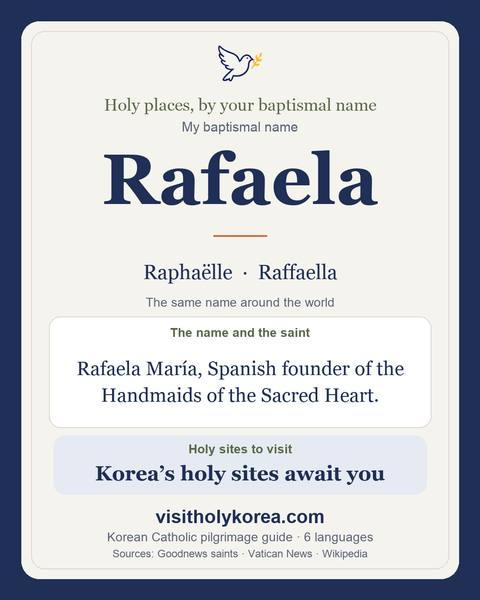 Holy places, by your baptismal name
My baptismal name
Rafaela
Raphaëlle · Raffaella
The same name around the world
The name and the saint
Rafaela María, Spanish founder of the
Handmaids of the Sacred Heart.
Holy sites to visit
Korea’s holy sites await you
visitholykorea.com
Korean Catholic pilgrimage guide · 6 languages
Sources: Goodnews saints · Vatican News · Wikipedia